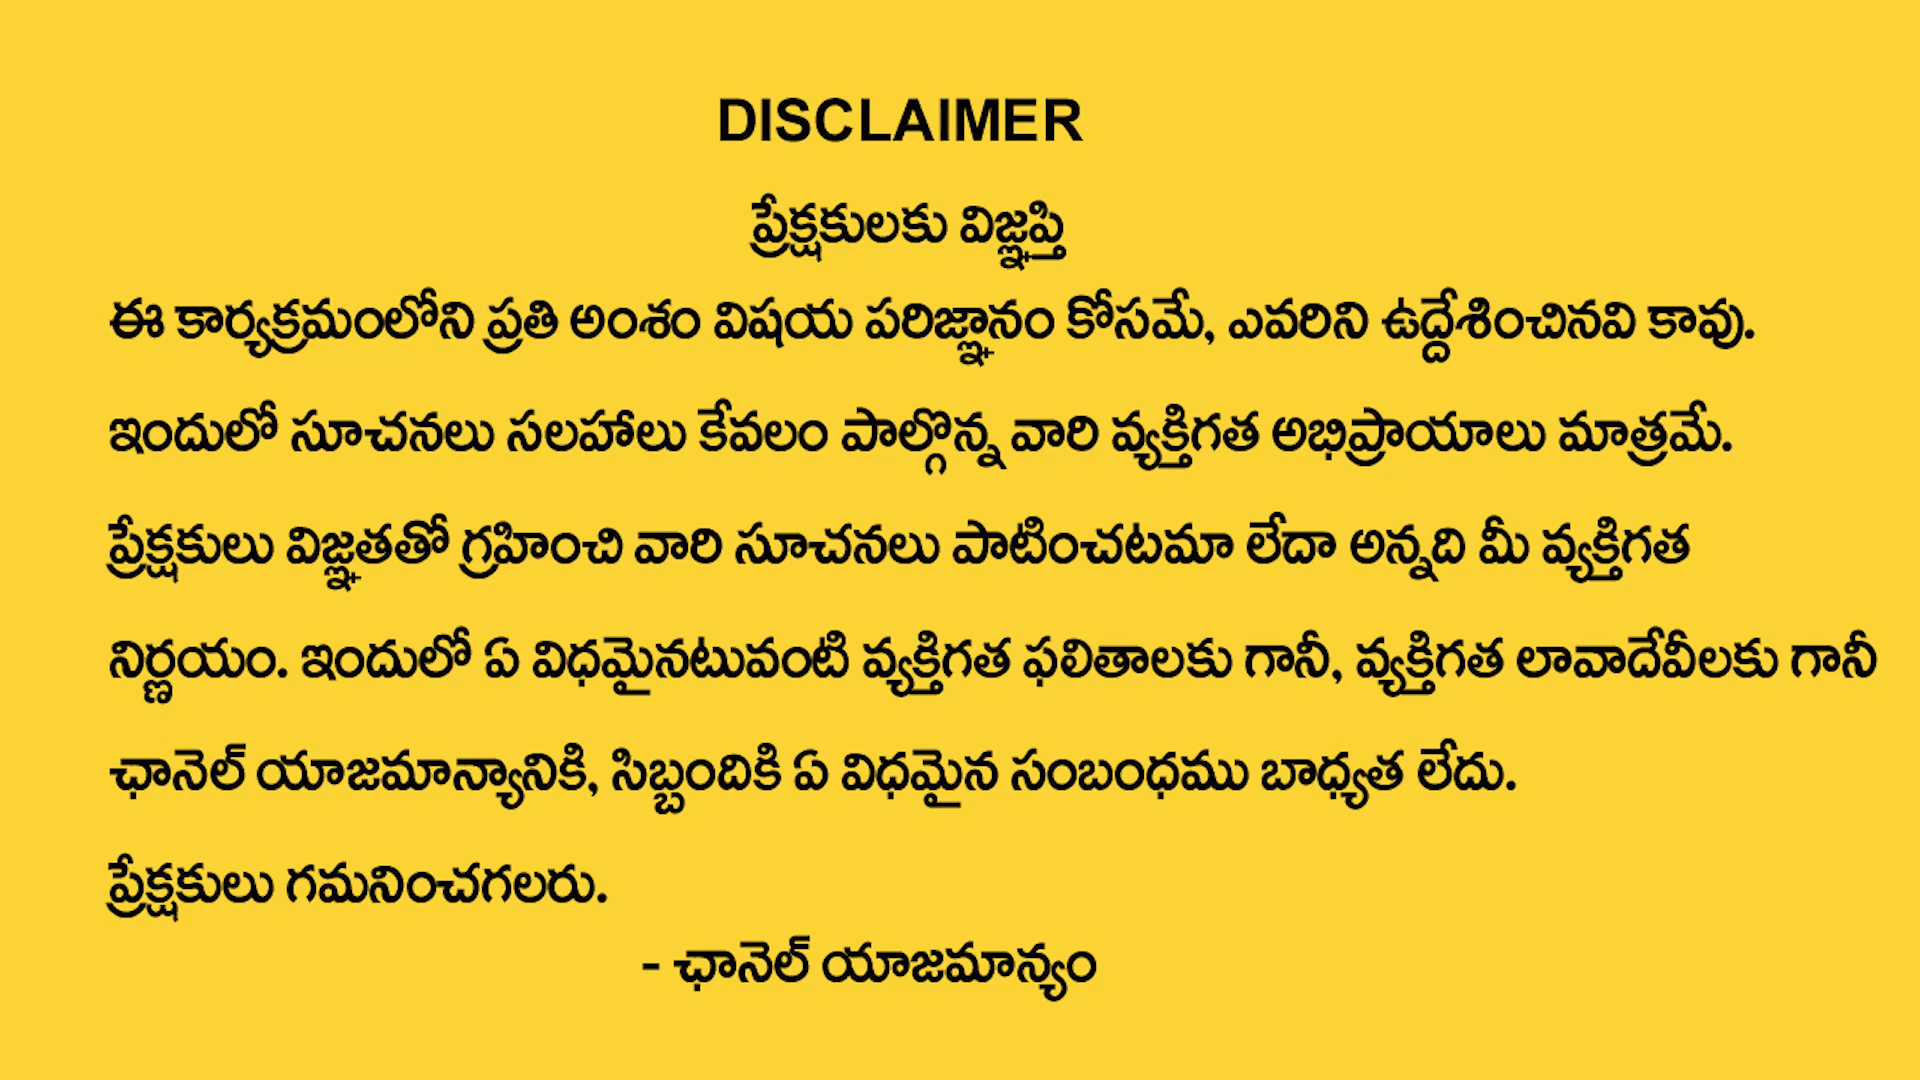 DISCLAIMER
ప్రేక్షకులకు విజ్ఞప్తి
ఈ కార్యక్రమంలోని ప్రతి అంశం విషయ పరిజ్ఞానం కోసమే, ఎవరిని ఉద్దేశించినవి కావు.
ఇందులో సూచనలు సలహాలు కేవలం పాల్గొన్న వారి వ్యక్తిగత అభిప్రాయాలు మాత్రమే.
ప్రేక్షకులు విజ్ఞతతో గ్రహించి వారి సూచనలు పాటించటమా లేదా అన్నది మీ వ్యక్తిగత
నిర్ణయం. ఇందులో ఏ విధమైనటువంటి వ్యక్తిగత ఫలితాలకు గానీ, వ్యక్తిగత లావాదేవీలకు గానీ
ఛానెల్ యాజమాన్యానికి, సిబ్బందికి ఏ విధమైన సంబంధము బాధ్యత లేదు.
ప్రేక్షకులు గమనించగలరు.
- ఛానెల్ యాజమాన్యం